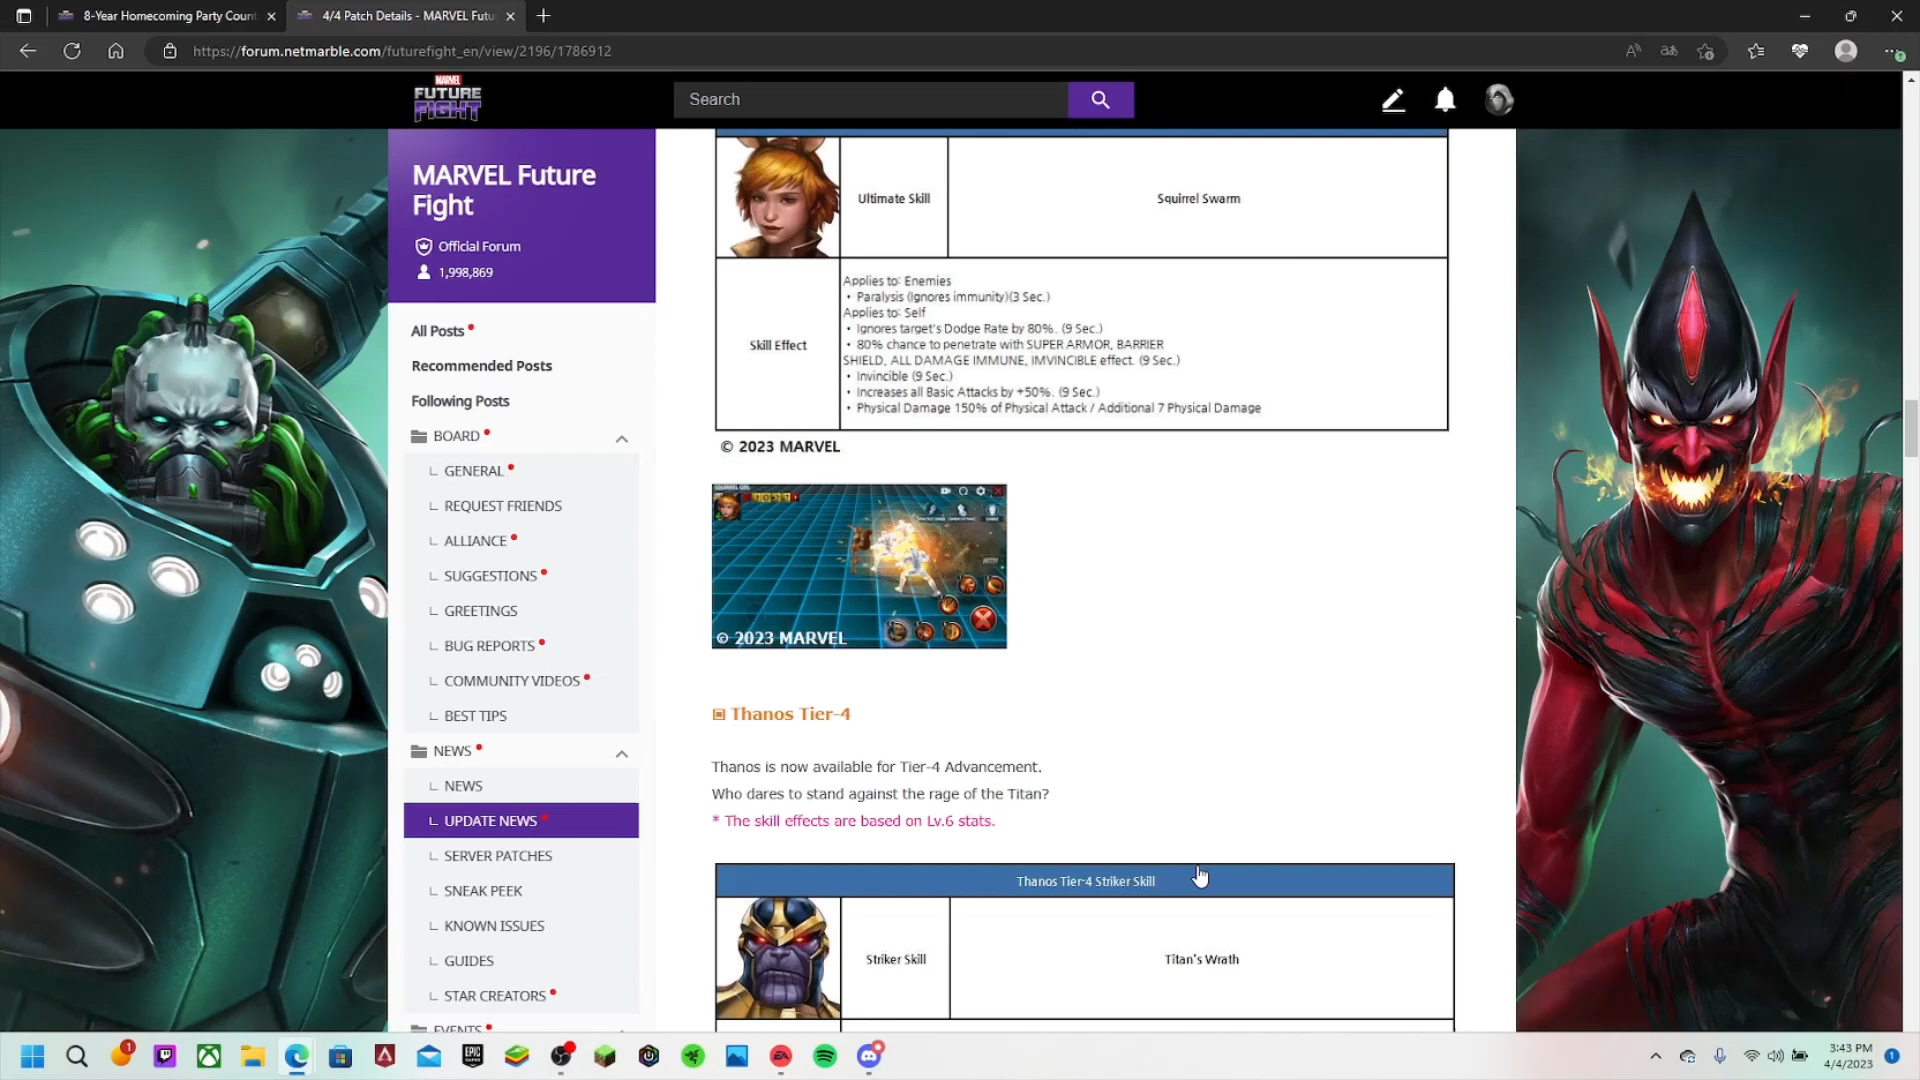 8-Year Homecoming Party Coun
4/4 Patch Details - MARVEL Futu
https://forum.netmarble.com/futurefight_en/view/2196/1786912
MARVEL
FUTURE
FIGHT
Search
MARVEL Future
Fight
Official Forum
1,998,869
All Posts
Recommended Posts
Following Posts
BOARD
GENERAL
REQUEST FRIENDS
ALLIANCE
SUGGESTIONS
GREETINGS
BUG REPORTS
COMMUNITY VIDEOS
BEST TIPS
NEWS
NEWS
UPDATE NEWS
SERVER PATCHES
SNEAK PEEK
KNOWN ISSUES
GUIDES
STAR CREATORS
EVENTS
Ultimate Skill
Squirrel Swarm
Skill Effect
Applies to: Enemies
• Paralysis (Ignores immunity)(3 Sec.)
Applies to: Self
• Ignores target's Dodge Rate by 80%. (9 Sec.)
• 80% chance to penetrate with SUPER ARMOR, BARRIER
SHIELD, ALL DAMAGE IMMUNE, IMVINCIBLE effect. (9 Sec.)
• Invincible (9 Sec.)
• Increases all Basic Attacks by +50%. (9 Sec.)
• Physical Damage 150% of Physical Attack / Additional 7 Physical Damage
© 2023 MARVEL
© 2023 MARVEL
Thanos Tier-4
Thanos is now available for Tier-4 Advancement.
Who dares to stand against the rage of the Titan?
* The skill effects are based on Lv.6 stats.
Thanos Tier-4 Striker Skill
Striker Skill
Titan's Wrath
1
EPIC
GAMES
EA
3:43 PM
4/4/2023
1